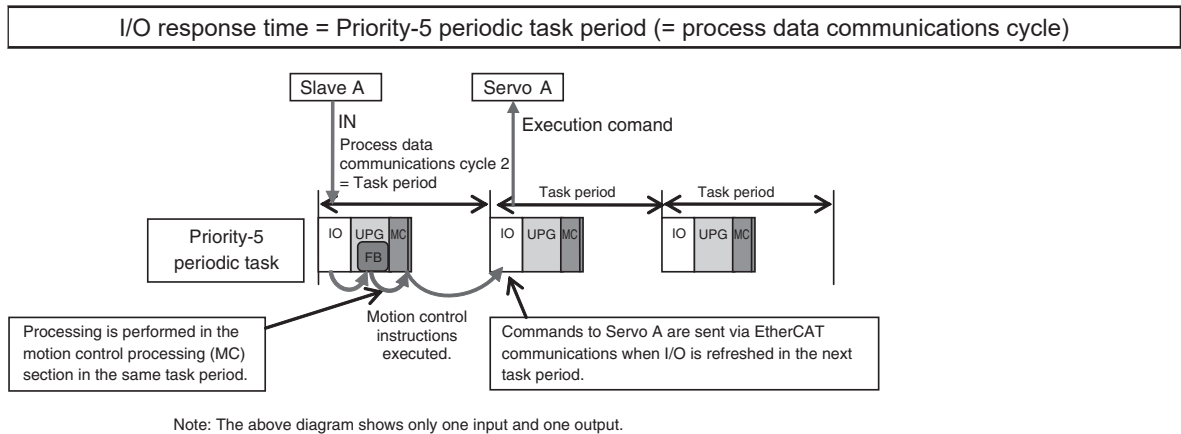 I/O response time = Priority-5 periodic task period (= process data communications cycle)
Slave A
Servo A
IN
Execution comand
Process data
communications cycle 2
= Task period
Task period
Task period
Priority-5
periodic task
IO
UPG
MC
FB
IO
UPG
MC
IO
UPG
MC
Processing is performed in the
motion control processing (MC)
section in the same task period.
Motion control
instructions
executed.
Commands to Servo A are sent via EtherCAT
communications when I/O is refreshed in the next
task period.
Note: The above diagram shows only one input and one output.